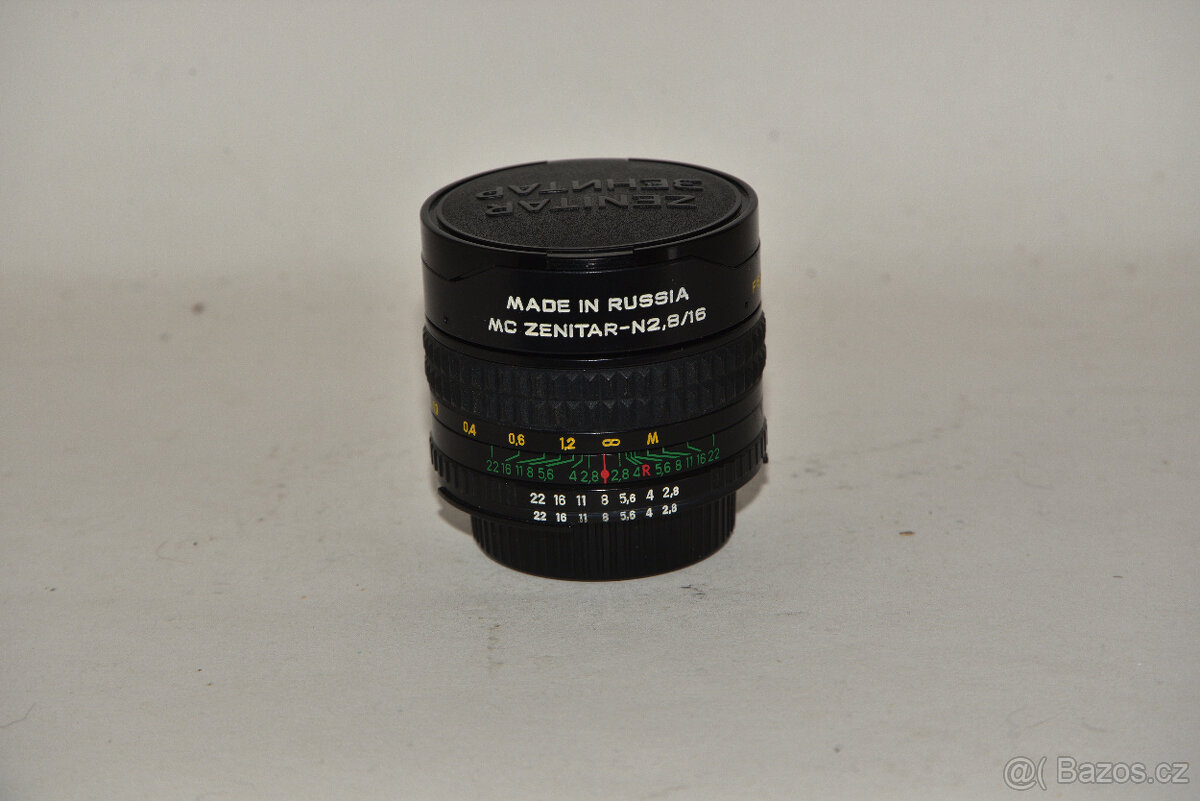 ZENITAR
ЗЕНИТАР
MADE IN RUSSIA
MC ZENITAR-N2,8/16
0,4 0,6 1,2 ∞ M
22 16 11 8 5,6 4 2,8 2,8 4 R 5,6 8 11 16 22
22 16 11 8 5,6 4 2,8
22 16 11 8 5,6 4 2,8
@( Bazos.cz